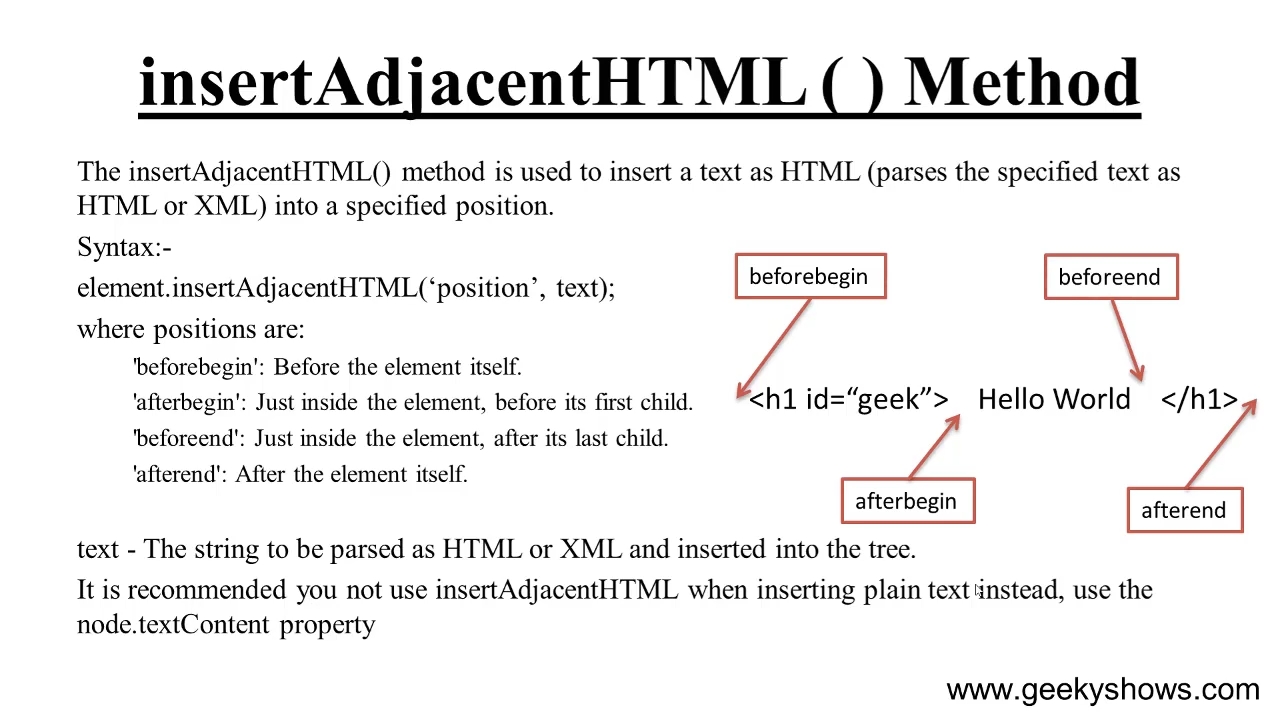 insertAdjacentHTML ( ) Method
The insertAdjacentHTML() method is used to insert a text as HTML (parses the specified text as
HTML or XML) into a specified position.
Syntax:-
element.insertAdjacentHTML(‘position’, text);
where positions are:
'beforebegin': Before the element itself.
'afterbegin': Just inside the element, before its first child.
'beforeend': Just inside the element, after its last child.
'afterend': After the element itself.
beforebegin
beforeend
<h1 id=“geek”> Hello World </h1>
afterbegin
afterend
text - The string to be parsed as HTML or XML and inserted into the tree.
It is recommended you not use insertAdjacentHTML when inserting plain text instead, use the
node.textContent property
www.geekyshows.com